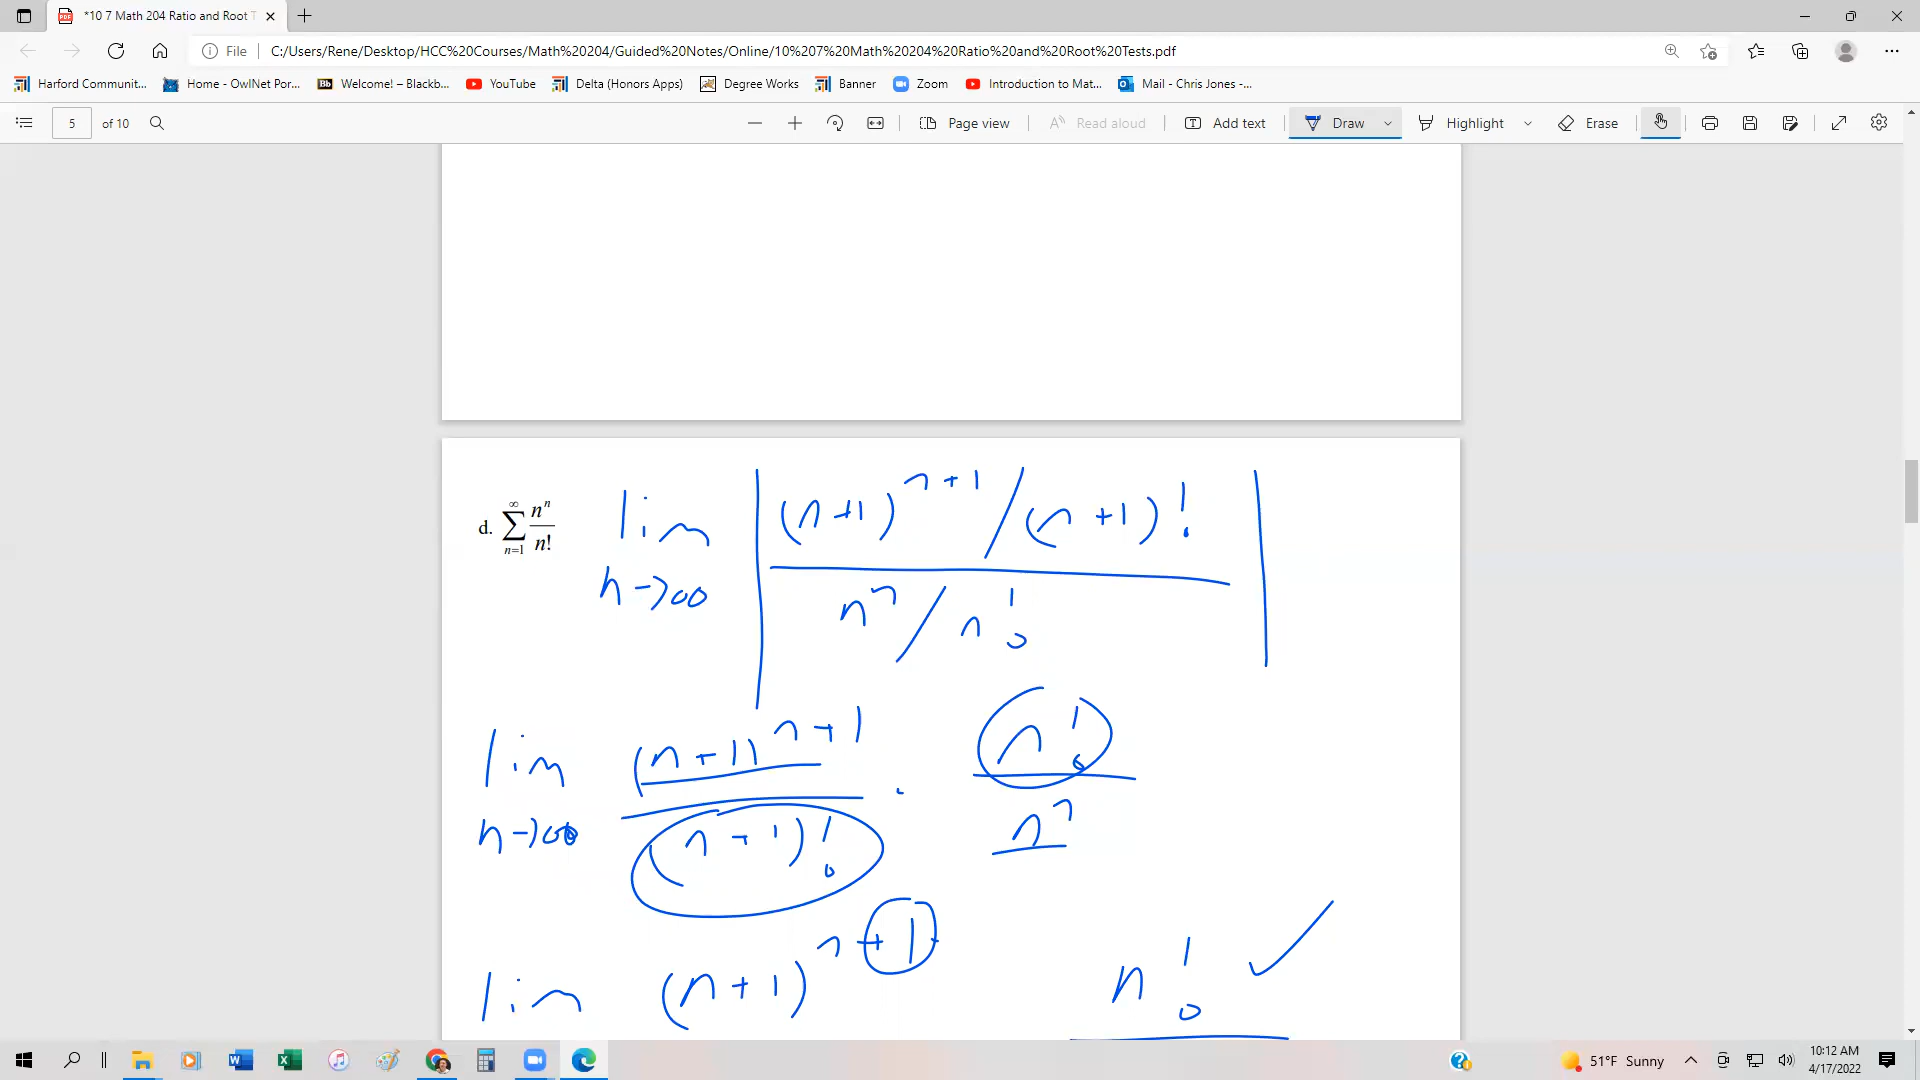 *10 7 Math 204 Ratio and Root T
File C:/Users/Rene/Desktop/HCC%20Courses/Math%20204/Guided%20Notes/Online/10%207%20Math%20204%20Ratio%20and%20Root%20Tests.pdf
Harford Communit... Home - OwlNet Por... Bb Welcome! – Blackb... YouTube Delta (Honors Apps) Degree Works Banner Zoom Introduction to Mat... Mail - Chris Jones -...
5 of 10 Page view Read aloud Add text Draw Highlight Erase
d. ∑_{n=1}^{∞} n^n / n! lim n→∞ | ((n+1)^{n+1} / (n+1)!) / (n^n / n!) |
lim n→∞ (n+1)^{n+1} / (n+1)! · n! / n^n
lim (n+1)^{n+1} n! ✓
51°F Sunny 10:12 AM
4/17/2022